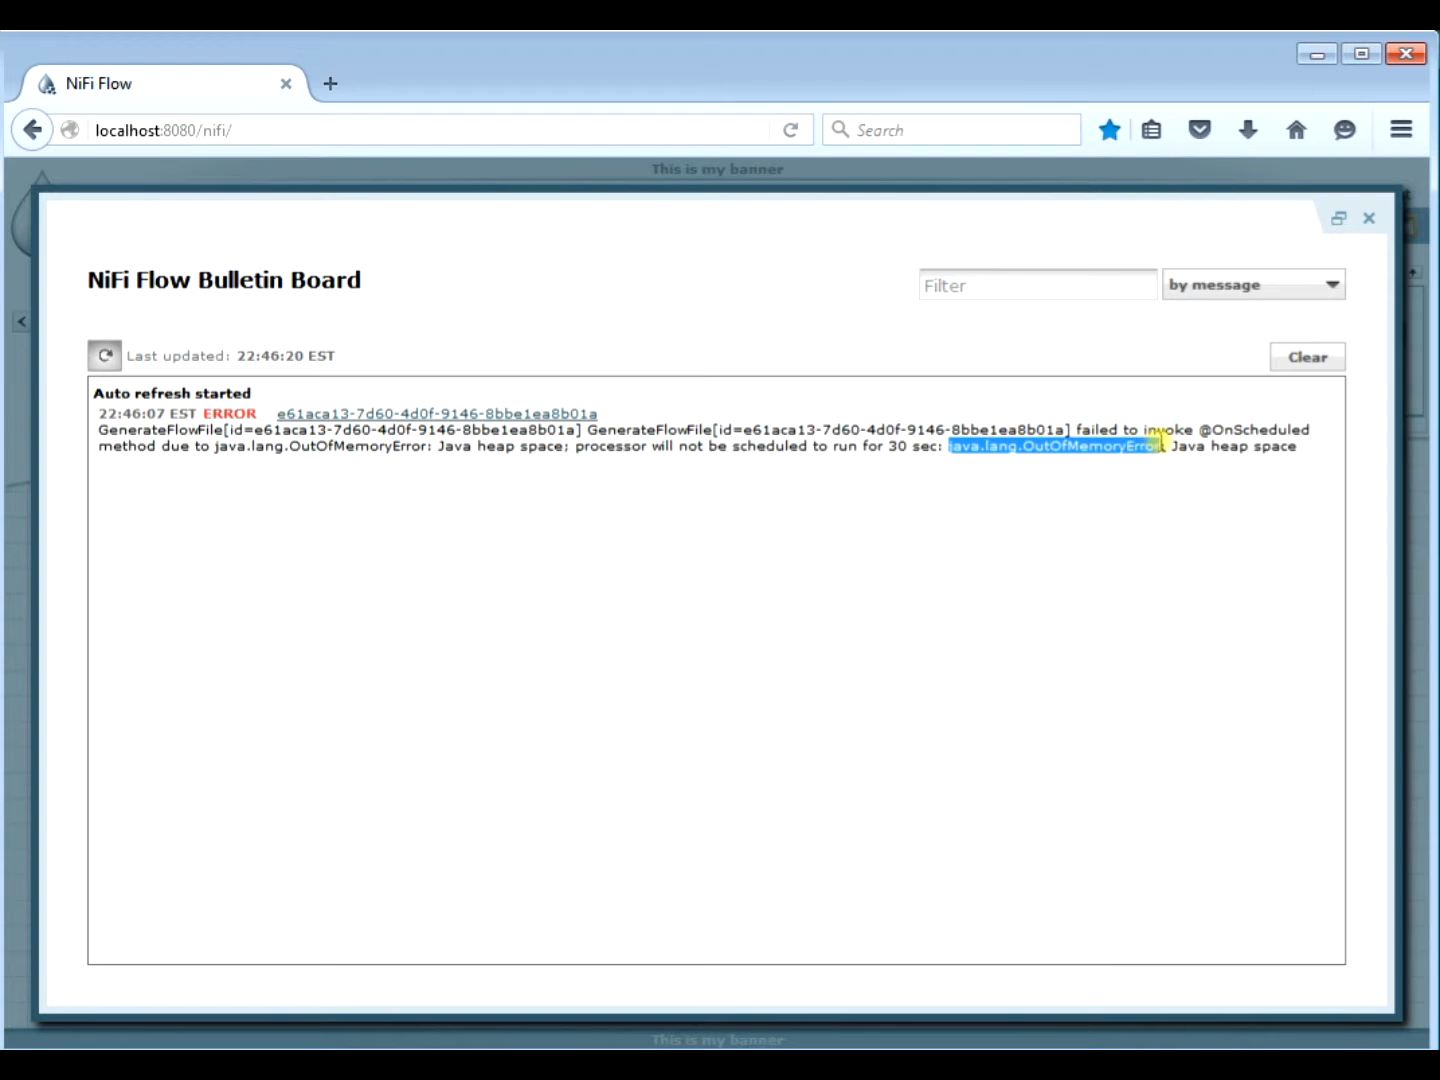 NiFi Flow
localhost:8080/nifi/
Search
This is my banner
NiFi Flow Bulletin Board
Filter
by message
Last updated: 22:46:20 EST
Clear
Auto refresh started
22:46:07 EST ERROR e61aca13-7d60-4d0f-9146-8bbe1ea8b01a
GenerateFlowFile[id=e61aca13-7d60-4d0f-9146-8bbe1ea8b01a] GenerateFlowFile[id=e61aca13-7d60-4d0f-9146-8bbe1ea8b01a] failed to invoke @OnScheduled
method due to java.lang.OutOfMemoryError: Java heap space; processor will not be scheduled to run for 30 sec: java.lang.OutOfMemoryError: Java heap space
This is my banner